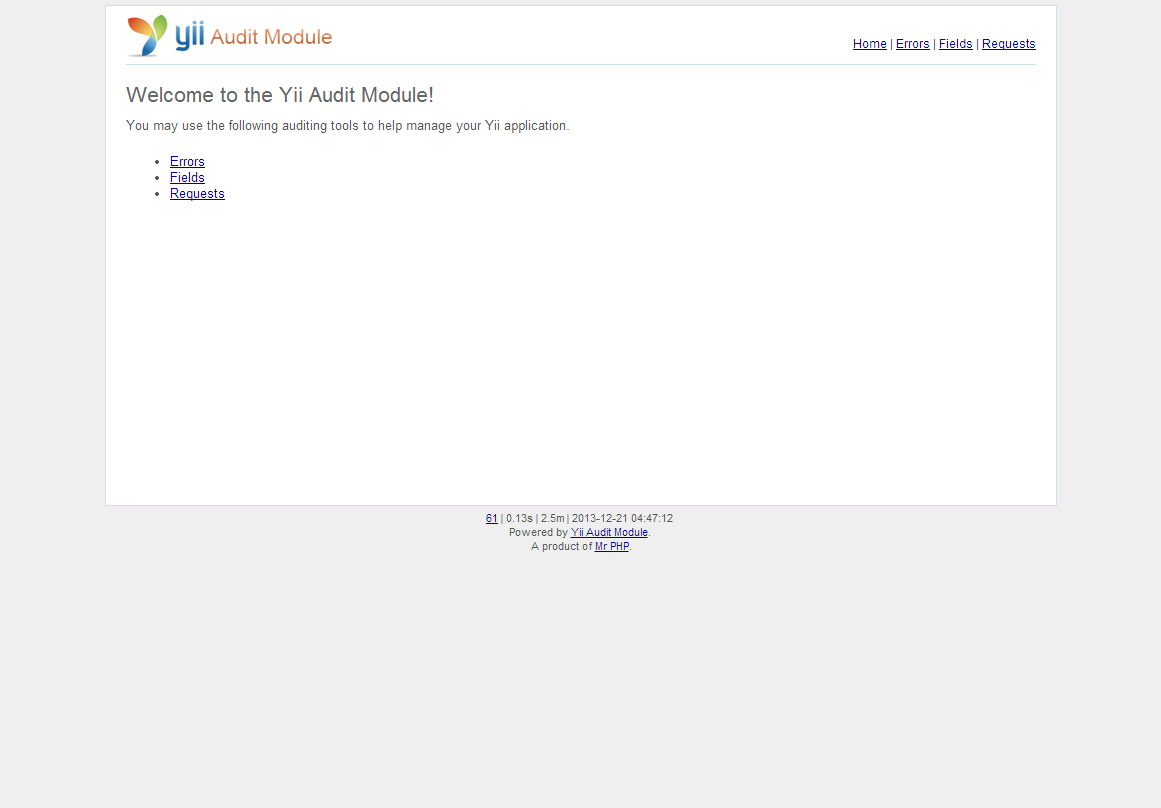 yii Audit Module
Home | Errors | Fields | Requests
Welcome to the Yii Audit Module!
You may use the following auditing tools to help manage your Yii application.
• Errors
• Fields
• Requests
61 | 0.13s | 2.5m | 2013-12-21 04:47:12
Powered by Yii Audit Module.
A product of Mr PHP.